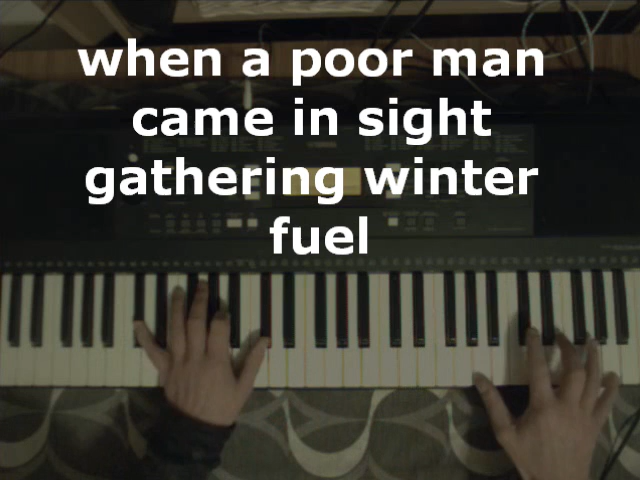 when a poor man
came in sight
gathering winter
fuel